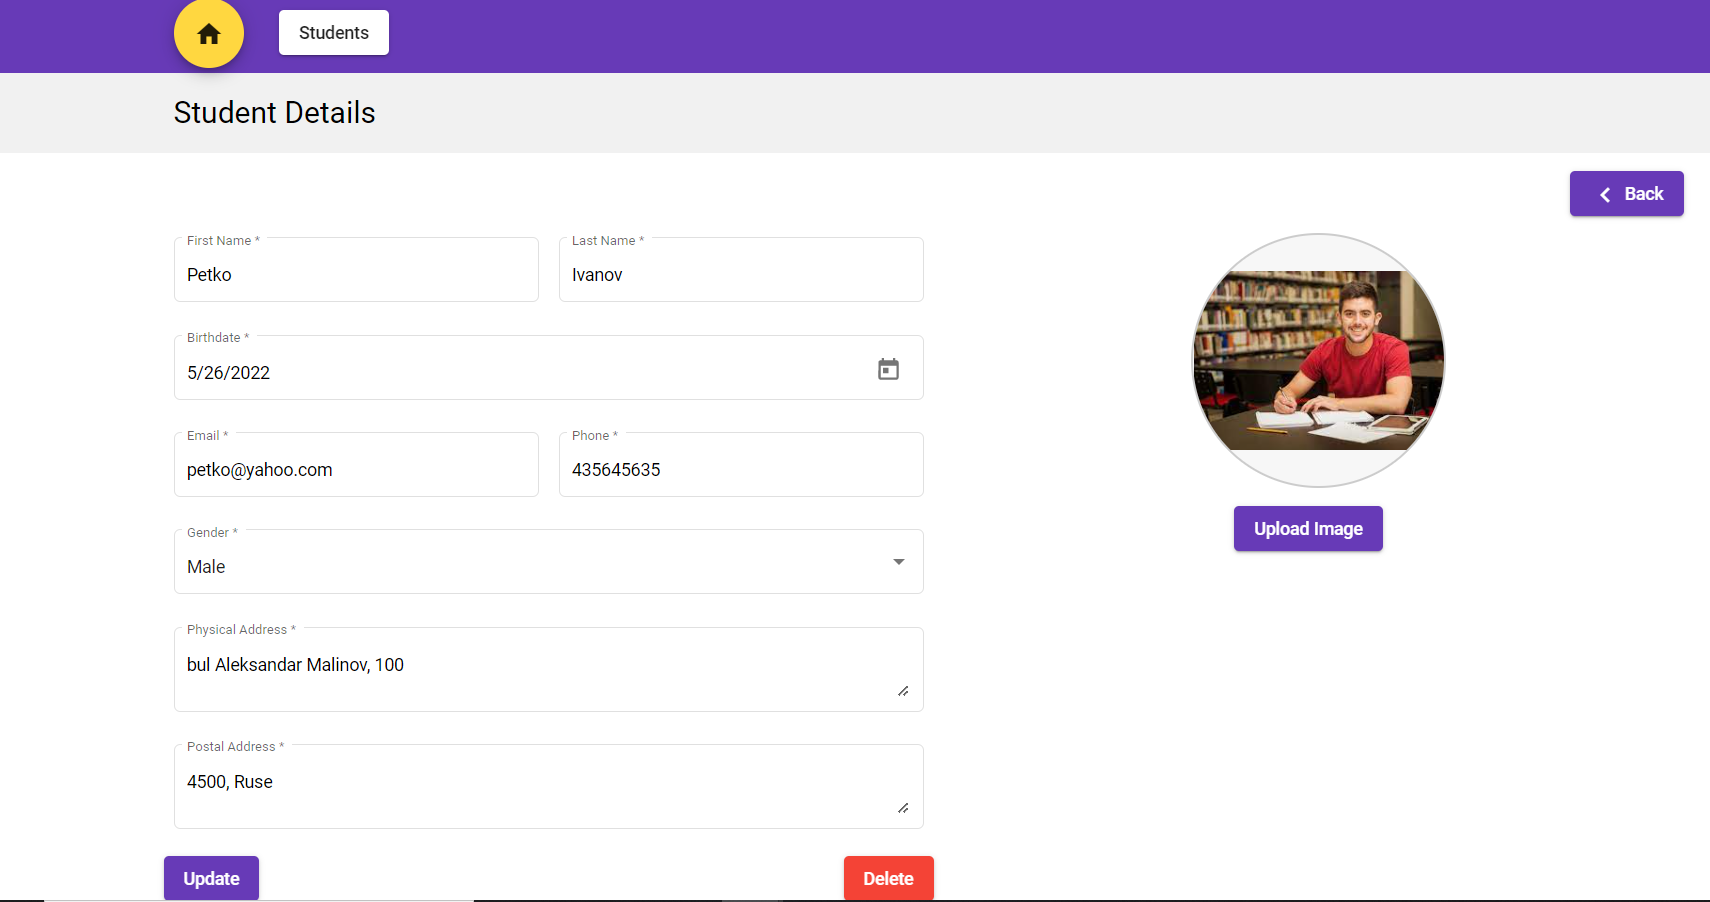 Students
Student Details
Back
First Name *
Petko
Last Name *
Ivanov
Birthdate *
5/26/2022
Email *
petko@yahoo.com
Phone *
435645635
Gender *
Male
Upload Image
Physical Address *
bul Aleksandar Malinov, 100
Postal Address *
4500, Ruse
Update
Delete